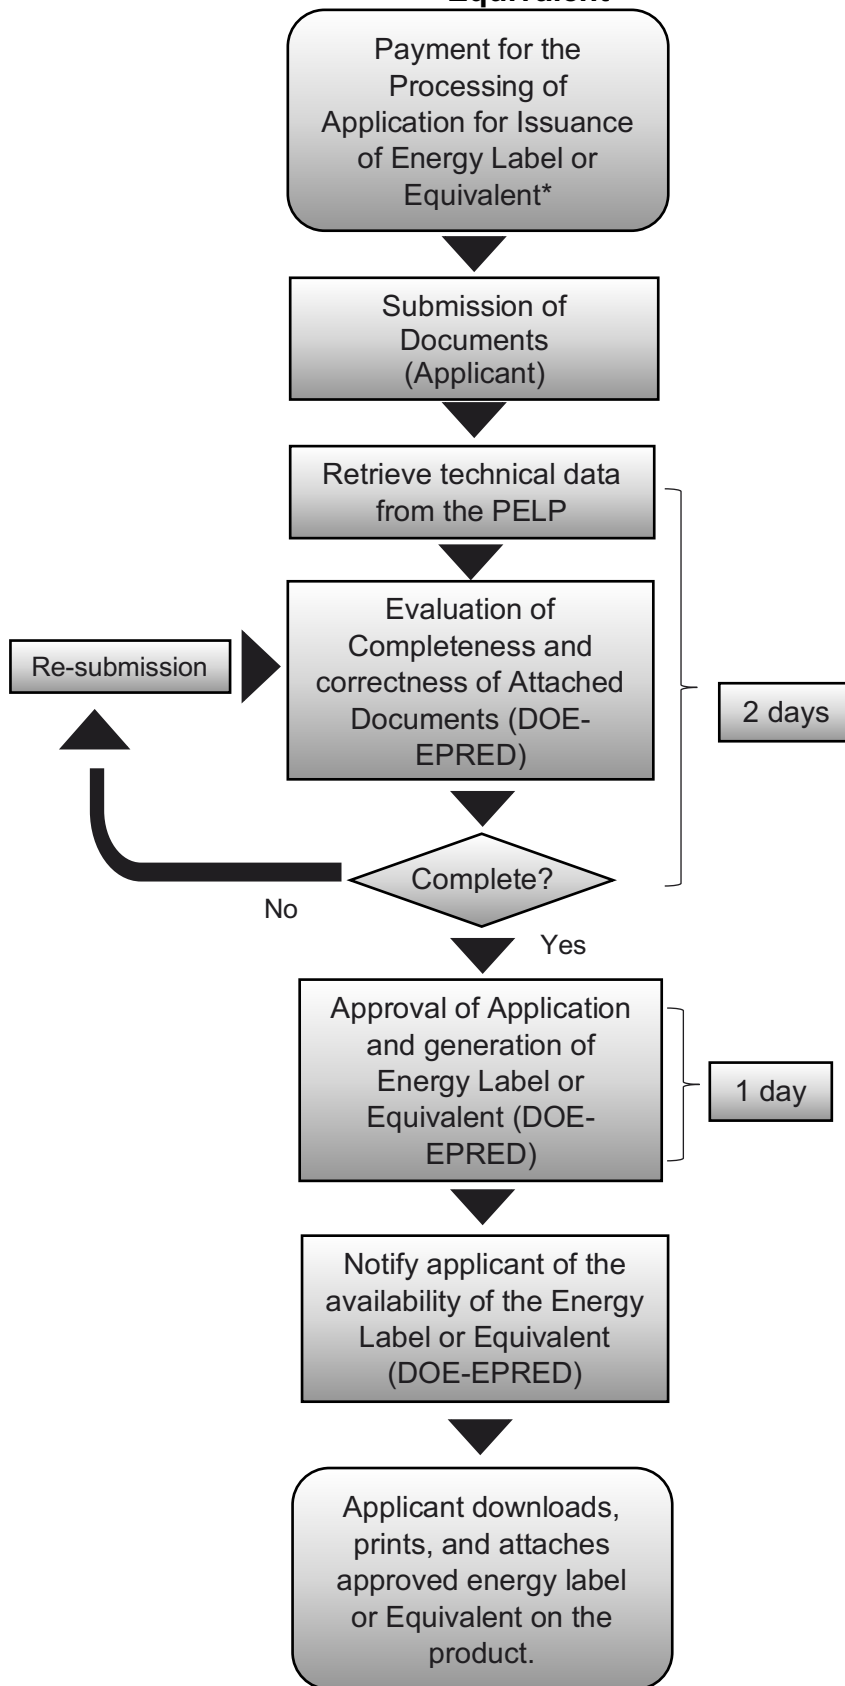 Equivalent
Payment for the
Processing of
Application for Issuance
of Energy Label or
Equivalent*
Submission of
Documents
(Applicant)
Retrieve technical data
from the PELP
Evaluation of
Completeness and
correctness of Attached
Documents (DOE-
EPRED)
Re-submission
2 days
Complete?
No
Yes
Approval of Application
and generation of
Energy Label or
Equivalent (DOE-
EPRED)
1 day
Notify applicant of the
availability of the Energy
Label or Equivalent
(DOE-EPRED)
Applicant downloads,
prints, and attaches
approved energy label
or Equivalent on the
product.